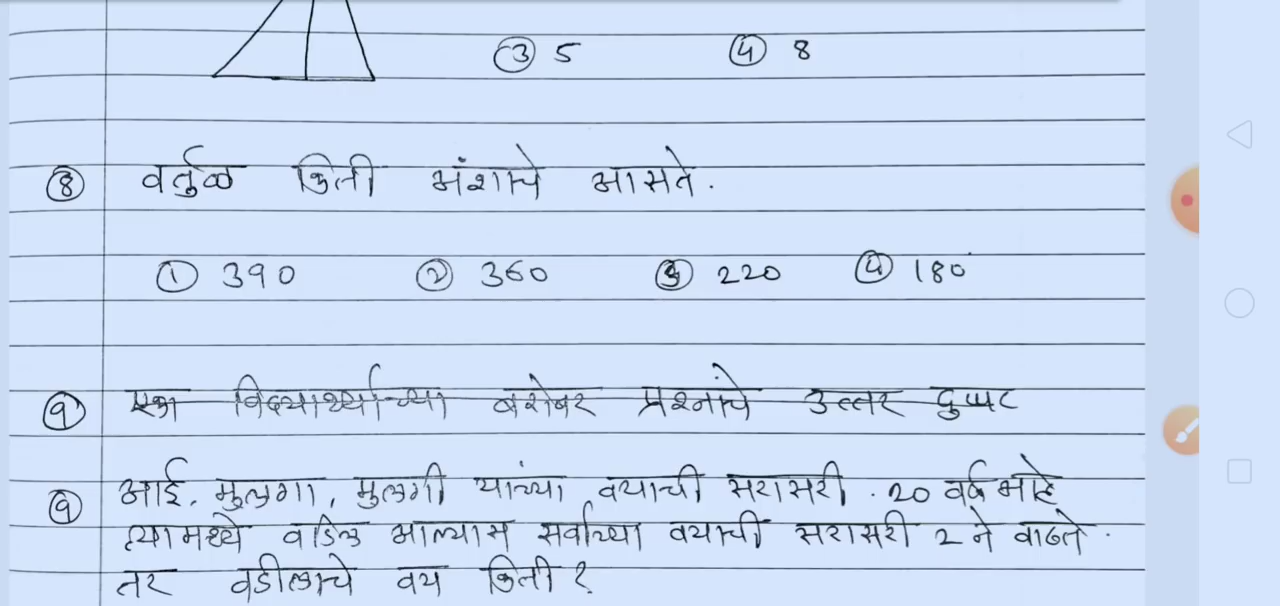 ③ 5 ④ 8
⑧ वर्तुळ किती अंशाचे आसते.
① 390 ② 360 ③ 220 ④ 180
⑨ एका विद्यार्थ्याच्या बरोबर प्रश्नांचे उत्तर दुप्पट
⑨ आई, मुलगा, मुलगी यांच्या वयाची सरासरी . 20 वर्ष आहे
त्यामध्ये वडिल आल्यास सर्वाच्या वयाची सरासरी 2 ने वाढते .
तर वडीलाचे वय किती ?